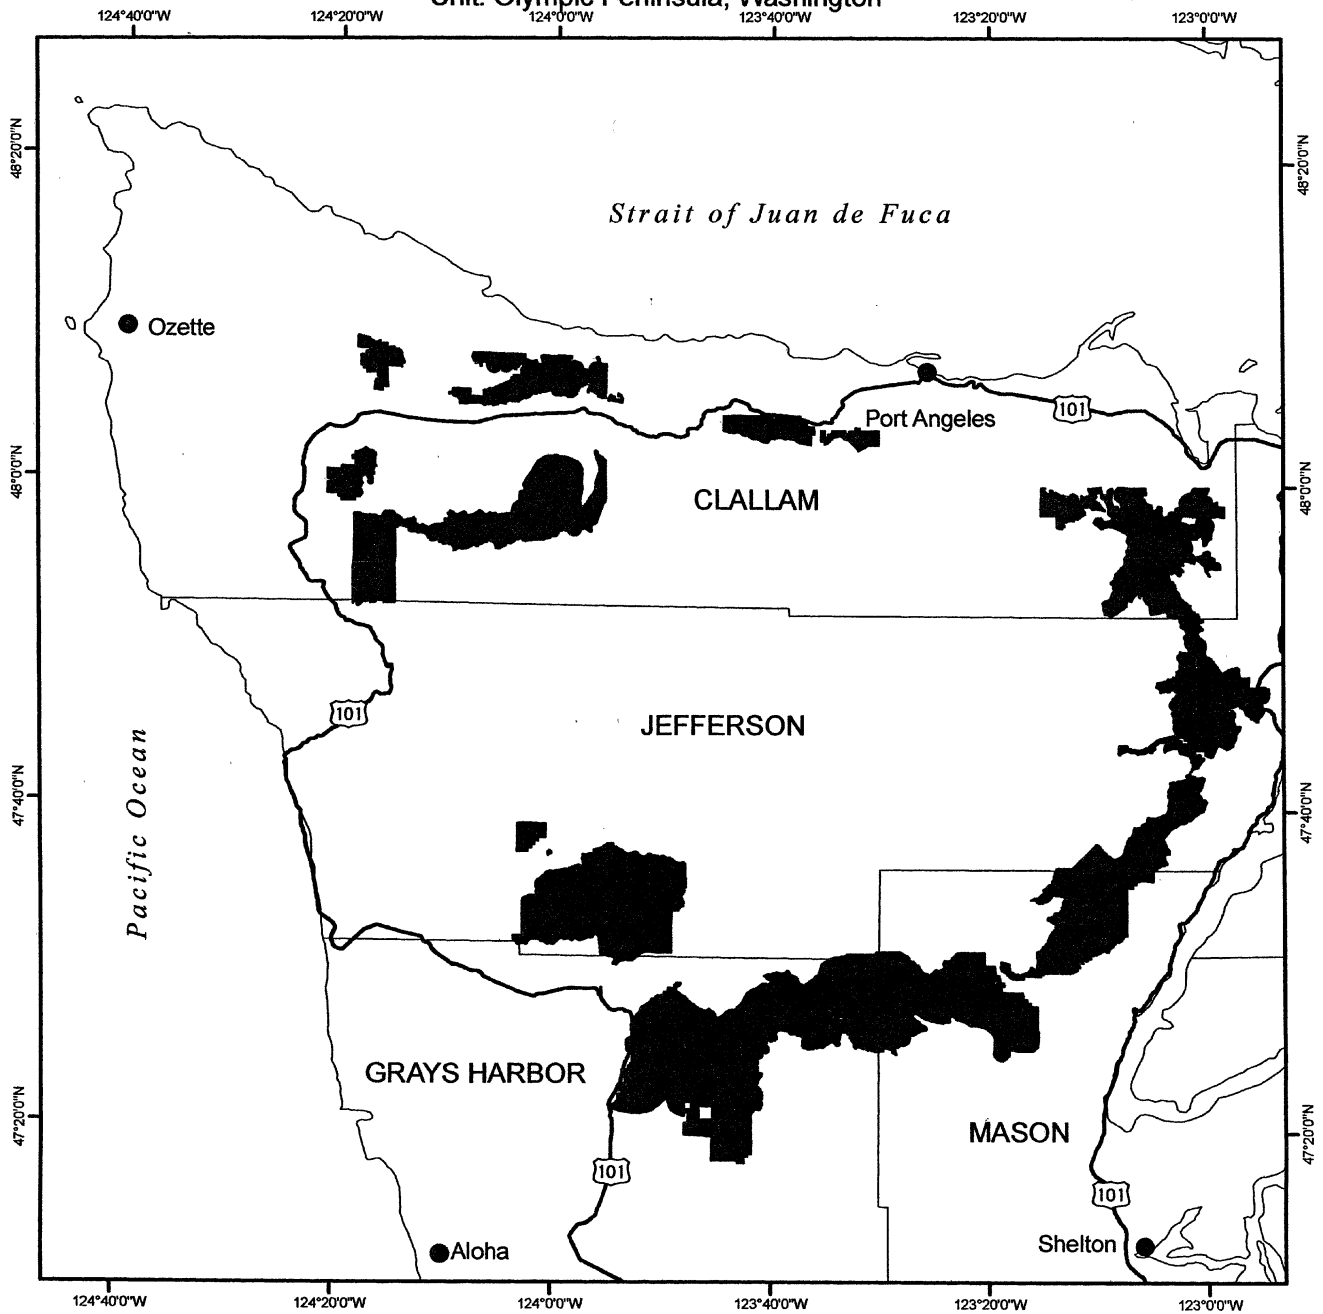 Unit: Olympic Peninsula, Washington
124°40'0"W 124°20'0"W 124°0'0"W 123°40'0"W 123°20'0"W 123°0'0"W
48°20'0"N
48°20'0"N
Strait of Juan de Fuca
Ozette
101
Port Angeles
48°0'0"N
48°0'0"N
CLALLAM
101
JEFFERSON
Pacific Ocean
47°40'0"N
47°40'0"N
GRAYS HARBOR
47°20'0"N
47°20'0"N
MASON
101
101
Shelton
Aloha
124°40'0"W 124°20'0"W 124°0'0"W 123°40'0"W 123°20'0"W 123°0'0"W